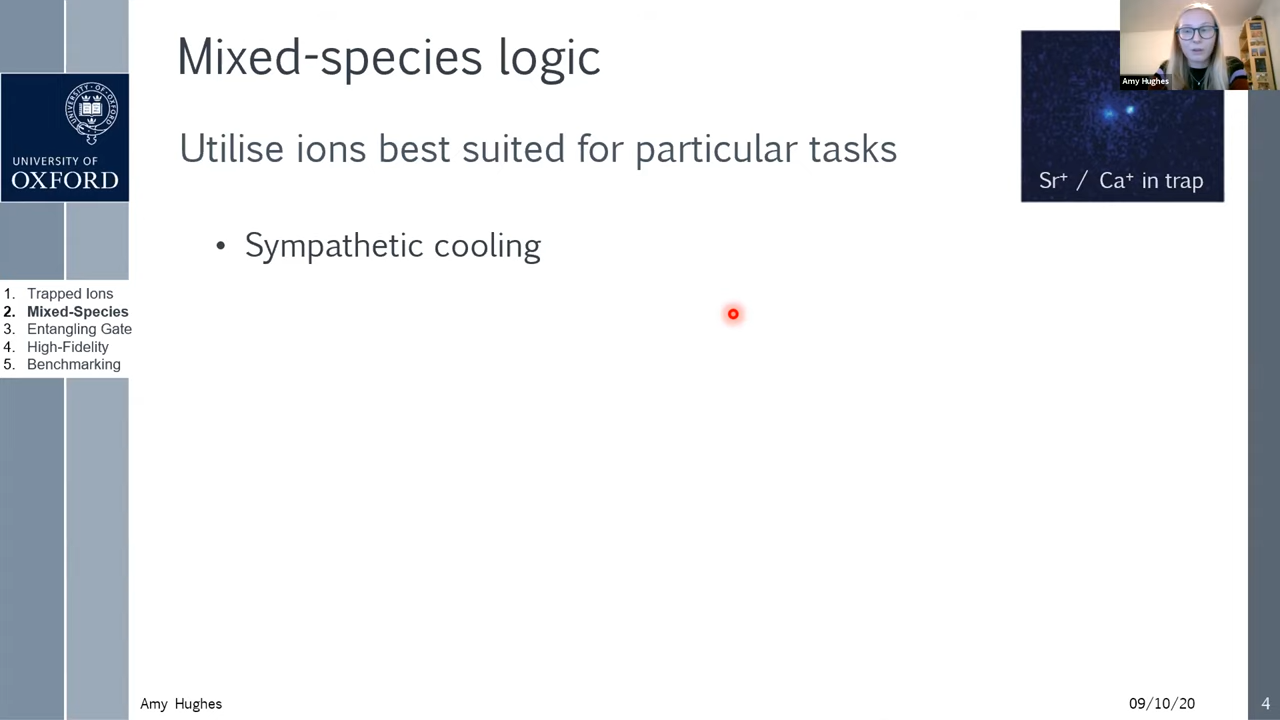 Mixed-species logic
Amy Hughes
Utilise ions best suited for particular tasks
UNIVERSITY OF
OXFORD
Sr⁺ / Ca⁺ in trap
• Sympathetic cooling
1. Trapped Ions
2. Mixed-Species
3. Entangling Gate
4. High-Fidelity
5. Benchmarking
Amy Hughes
09/10/20
4